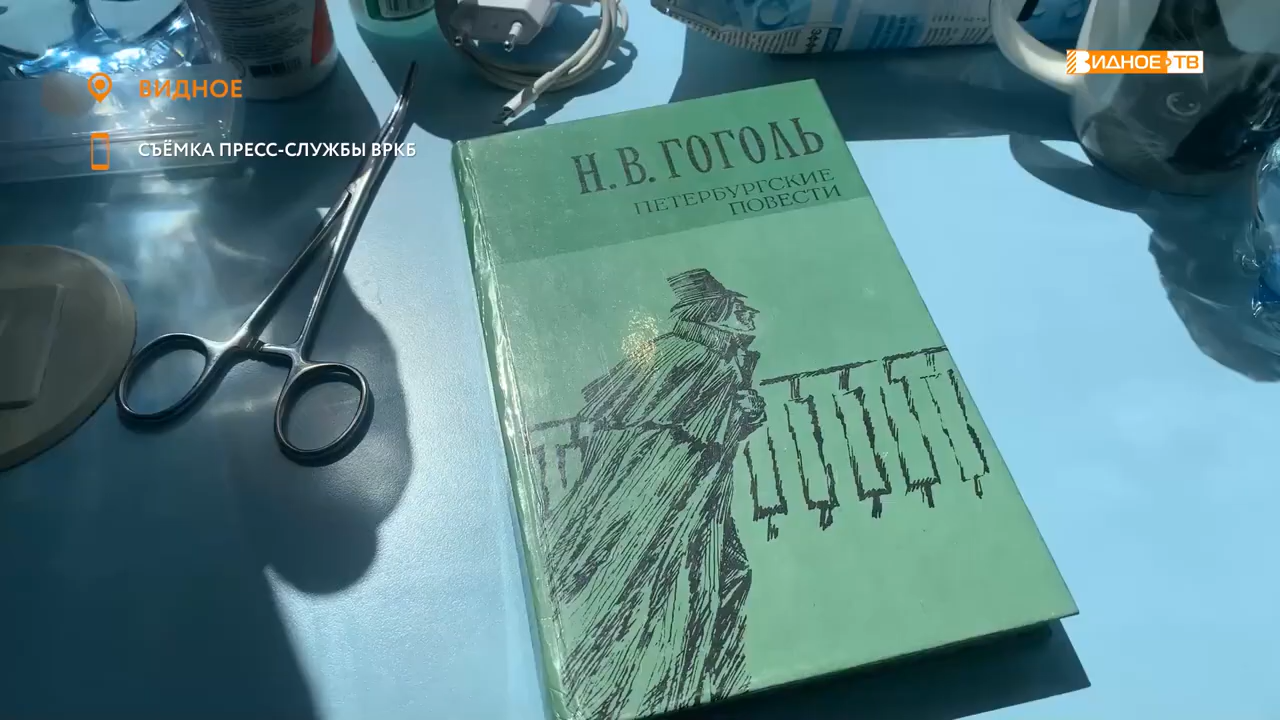 ВИДНОЕ
СЪЁМКА ПРЕСС-СЛУЖБЫ ВРКБ
ВИДНОЕ ТВ
Н. В. ГОГОЛЬ
ПЕТЕРБУРГСКИЕ
ПОВЕСТИ